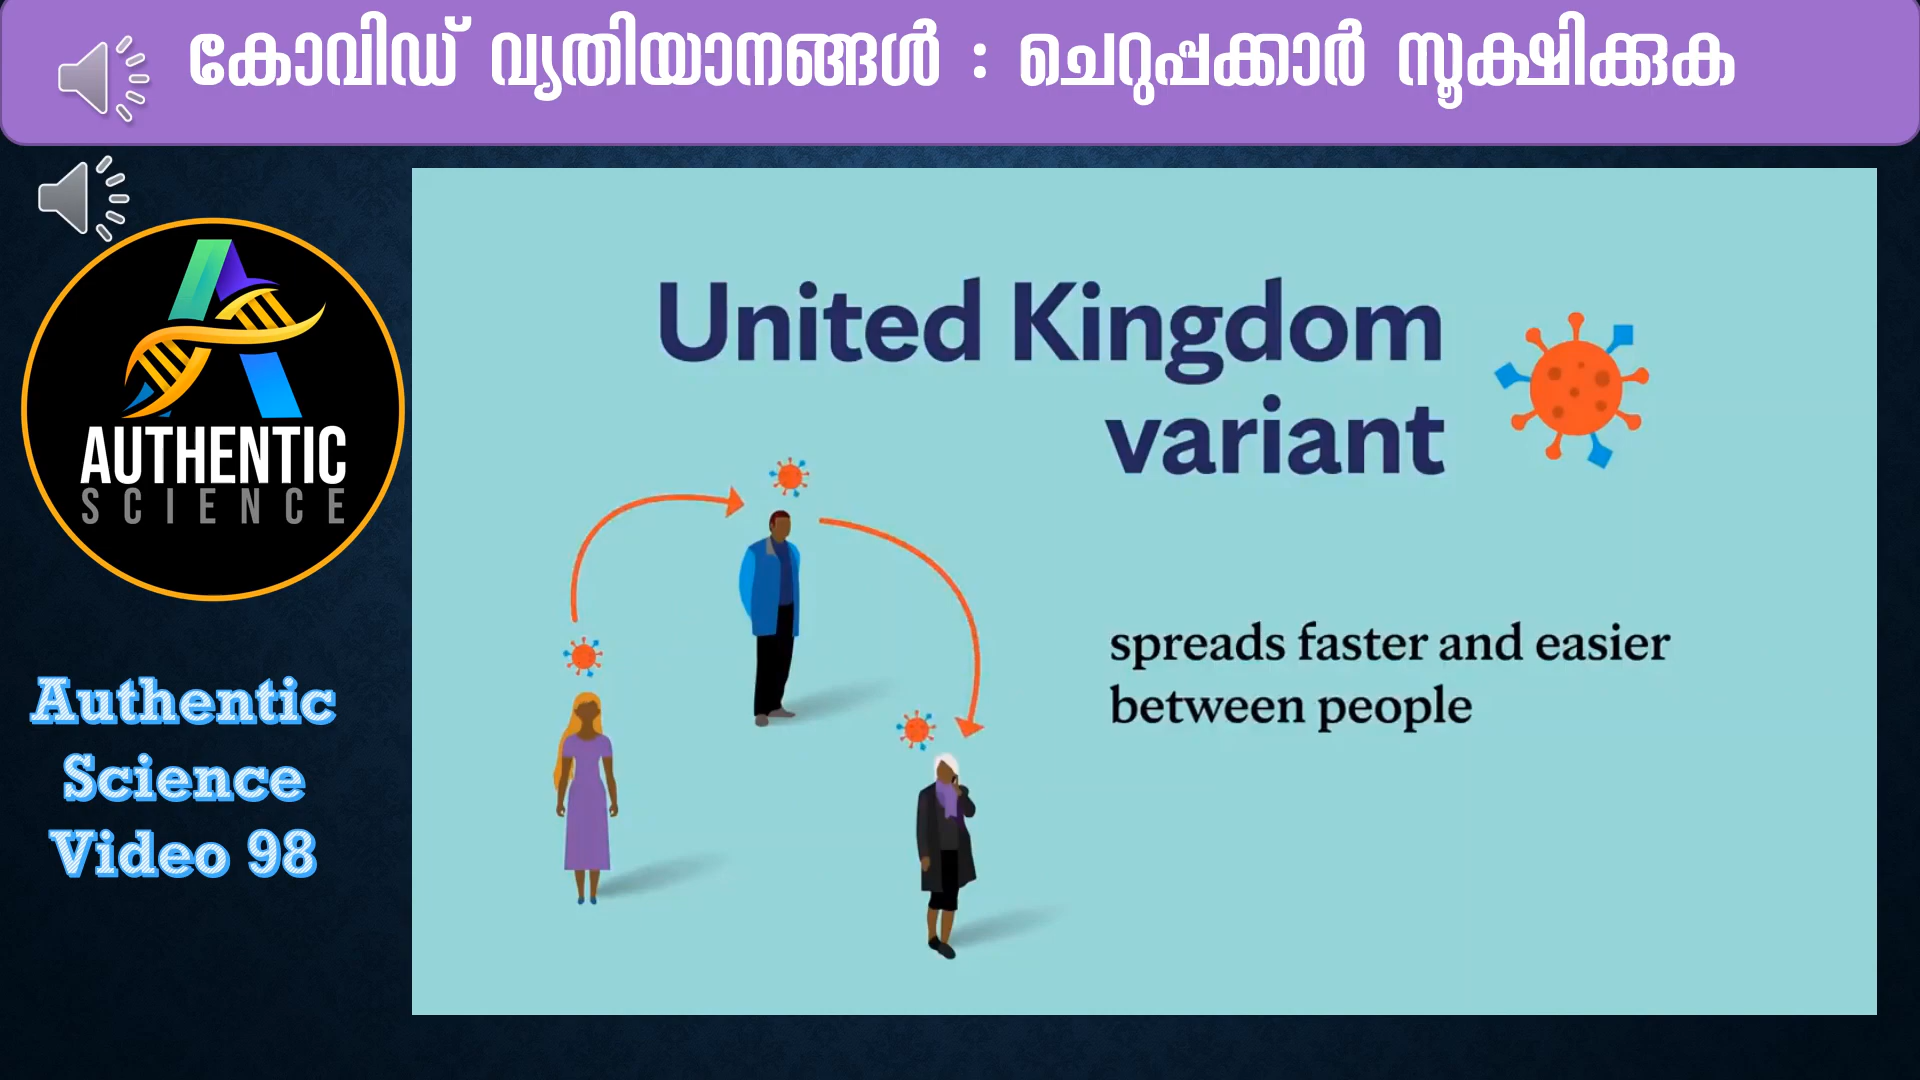 കോവിഡ് വ്യതിയാനങ്ങൾ : ചെറുപ്പക്കാർ സൂക്ഷിക്കുക
AUTHENTIC
SCIENCE
Authentic
Science
Video 98
United Kingdom
variant
spreads faster and easier
between people